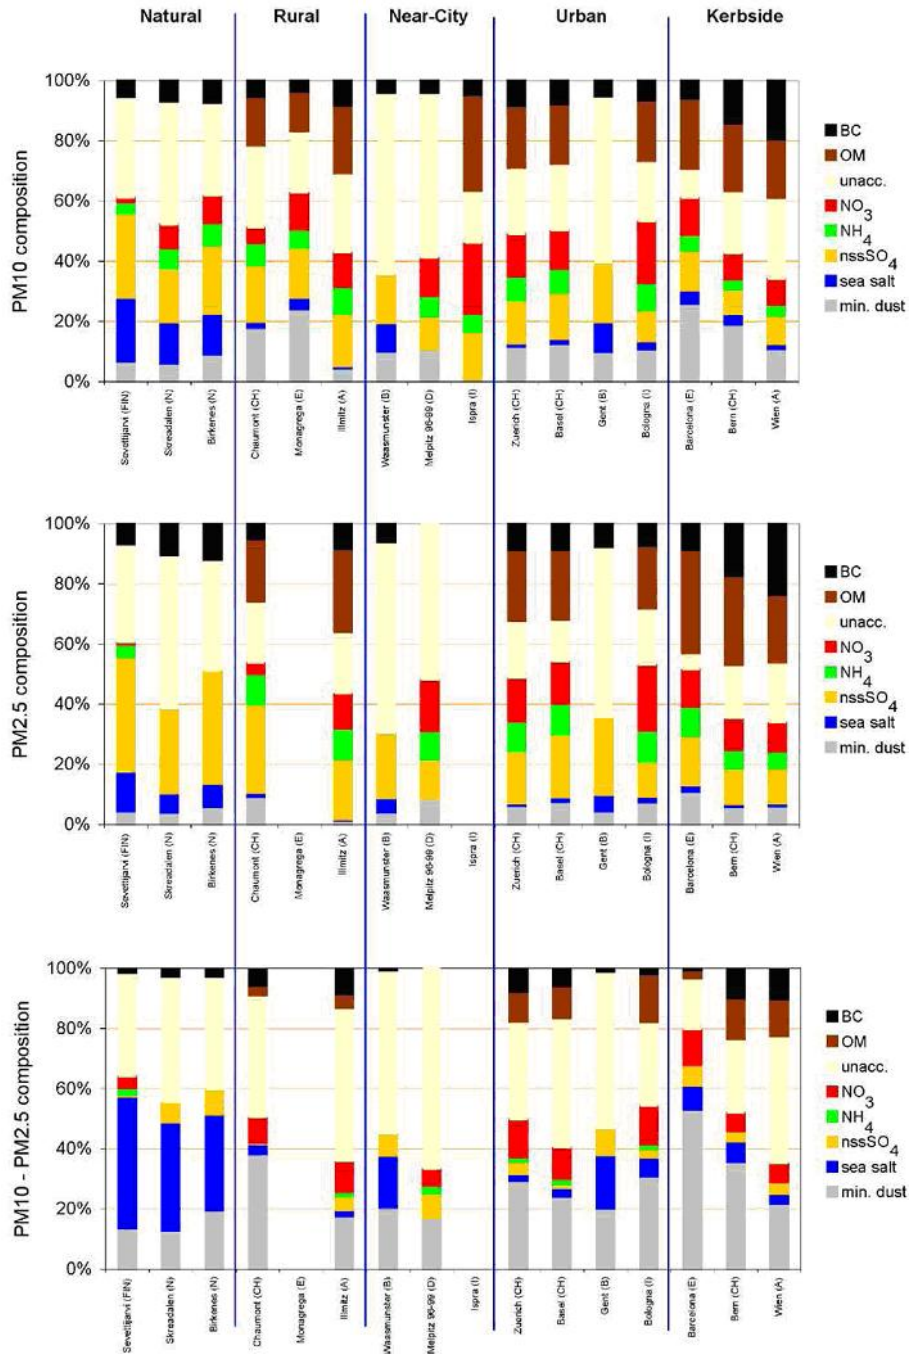 Natural Rural Near-City Urban Kerbside
PM10 composition
100%
80%
60%
40%
20%
0%
BC
OM
unacc.
NO3
NH4
nssSO4
sea salt
min. dust
Sevettijarvi (FIN)
Skreadalen (N)
Birkenes (N)
Chaumont (CH)
Monagrega (E)
Illmitz (A)
Waasmunster (B)
Melpitz 96-99 (D)
Ispra (I)
Zuerich (CH)
Basel (CH)
Gent (B)
Bologna (I)
Barcelona (E)
Bern (CH)
Wien (A)
PM2.5 composition
100%
80%
60%
40%
20%
0%
BC
OM
unacc.
NO3
NH4
nssSO4
sea salt
min. dust
Sevettijarvi (FIN)
Skreadalen (N)
Birkenes (N)
Chaumont (CH)
Monagrega (E)
Illmitz (A)
Waasmunster (B)
Melpitz 96-99 (D)
Ispra (I)
Zuerich (CH)
Basel (CH)
Gent (B)
Bologna (I)
Barcelona (E)
Bern (CH)
Wien (A)
PM10 - PM2.5 composition
100%
80%
60%
40%
20%
0%
BC
OM
unacc.
NO3
NH4
nssSO4
sea salt
min. dust
Sevettijarvi (FIN)
Skreadalen (N)
Birkenes (N)
Chaumont (CH)
Monagrega (E)
Illmitz (A)
Waasmunster (B)
Melpitz 96-99 (D)
Ispra (I)
Zuerich (CH)
Basel (CH)
Gent (B)
Bologna (I)
Barcelona (E)
Bern (CH)
Wien (A)